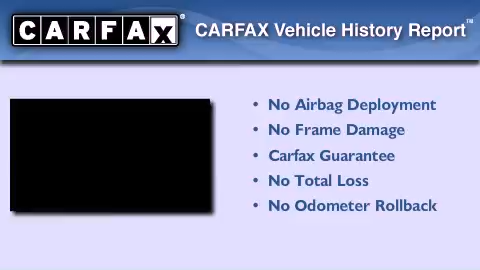 CARFAX® CARFAX Vehicle History Report™
• No Airbag Deployment
• No Frame Damage
• Carfax Guarantee
• No Total Loss
• No Odometer Rollback